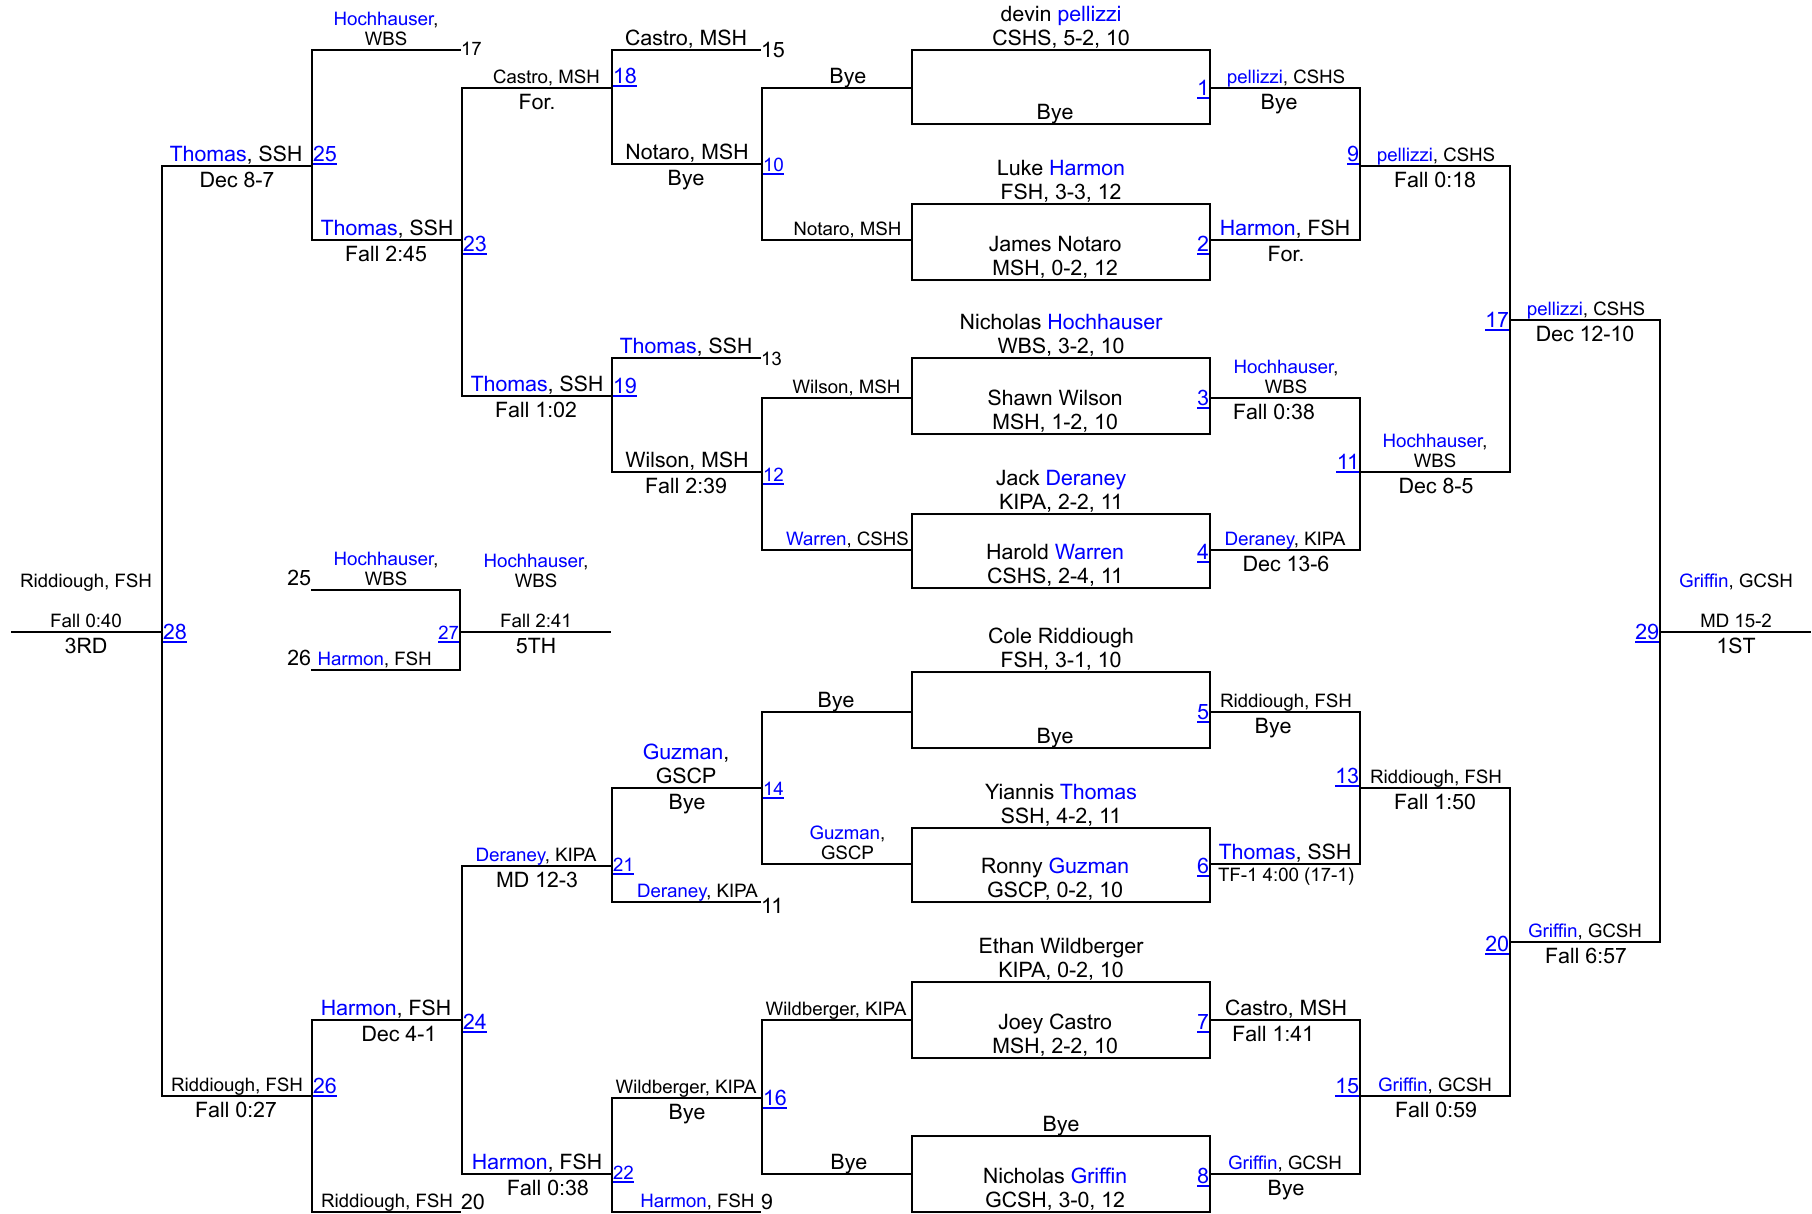 devin pellizzi
CSHS, 5-2, 10
Hochhauser,
WBS
17
Castro, MSH
15
Castro, MSH
18
For.
Bye
1
pellizzi, CSHS
Bye
Bye
Thomas, SSH
25
Dec 8-7
Notaro, MSH
10
Bye
Luke Harmon
FSH, 3-3, 12
9
pellizzi, CSHS
Fall 0:18
Thomas, SSH
23
Fall 2:45
Notaro, MSH
James Notaro
MSH, 0-2, 12
2
Harmon, FSH
For.
Nicholas Hochhauser
WBS, 3-2, 10
17
pellizzi, CSHS
Dec 12-10
Thomas, SSH
13
Thomas, SSH
19
Fall 1:02
Wilson, MSH
Shawn Wilson
MSH, 1-2, 10
3
Hochhauser,
WBS
Fall 0:38
Wilson, MSH
12
Fall 2:39
Jack Deraney
KIPA, 2-2, 11
11
Hochhauser,
WBS
Dec 8-5
Warren, CSHS
Harold Warren
CSHS, 2-4, 11
4
Deraney, KIPA
Dec 13-6
Riddiough, FSH
Fall 0:40
28
3RD
25
Hochhauser,
WBS
26
Harmon, FSH
27
Hochhauser,
WBS
Fall 2:41
5TH
Griffin, GCSH
29
MD 15-2
1ST
Cole Riddiough
FSH, 3-1, 10
Bye
5
Riddiough, FSH
Bye
Bye
Guzman,
GSCP
14
Bye
Yiannis Thomas
SSH, 4-2, 11
13
Riddiough, FSH
Fall 1:50
Deraney, KIPA
21
MD 12-3
Guzman,
GSCP
Ronny Guzman
GSCP, 0-2, 10
6
Thomas, SSH
TF-1 4:00 (17-1)
Deraney, KIPA
11
Ethan Wildberger
KIPA, 0-2, 10
20
Griffin, GCSH
Fall 6:57
Harmon, FSH
24
Dec 4-1
Wildberger, KIPA
Joey Castro
MSH, 2-2, 10
7
Castro, MSH
Fall 1:41
Riddiough, FSH
26
Fall 0:27
Wildberger, KIPA
16
Bye
15
Griffin, GCSH
Fall 0:59
Bye
Harmon, FSH
22
Fall 0:38
Bye
Nicholas Griffin
GCSH, 3-0, 12
8
Griffin, GCSH
Bye
Riddiough, FSH
20
Harmon, FSH
9